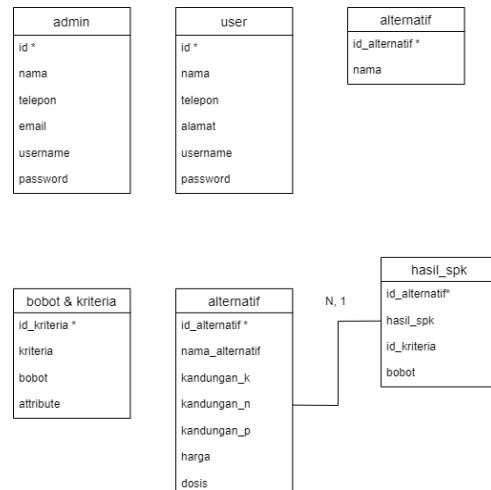 admin
id *
nama
telepon
email
username
password
user
id *
nama
telepon
alamat
username
password
alternatif
id_alternatif *
nama
bobot & kriteria
id_kriteria *
kriteria
bobot
attribute
alternatif
id_alternatif *
nama_alternatif
kandungan_k
kandungan_n
kandungan_p
harga
dosis
N, 1
hasil_spk
id_alternatif*
hasil_spk
id_kriteria
bobot